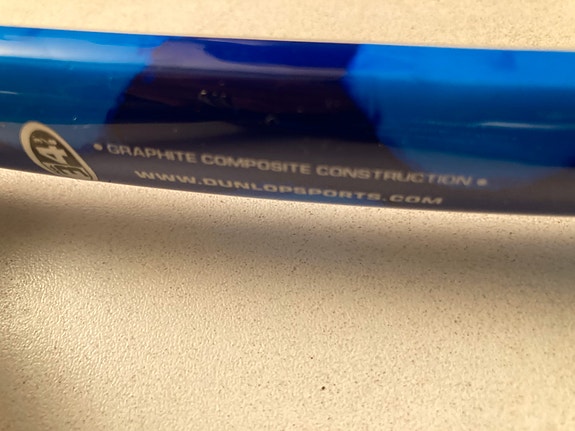 • GRAPHITE COMPOSITE CONSTRUCTION •
WWW.DUNLOPSPORTS.COM